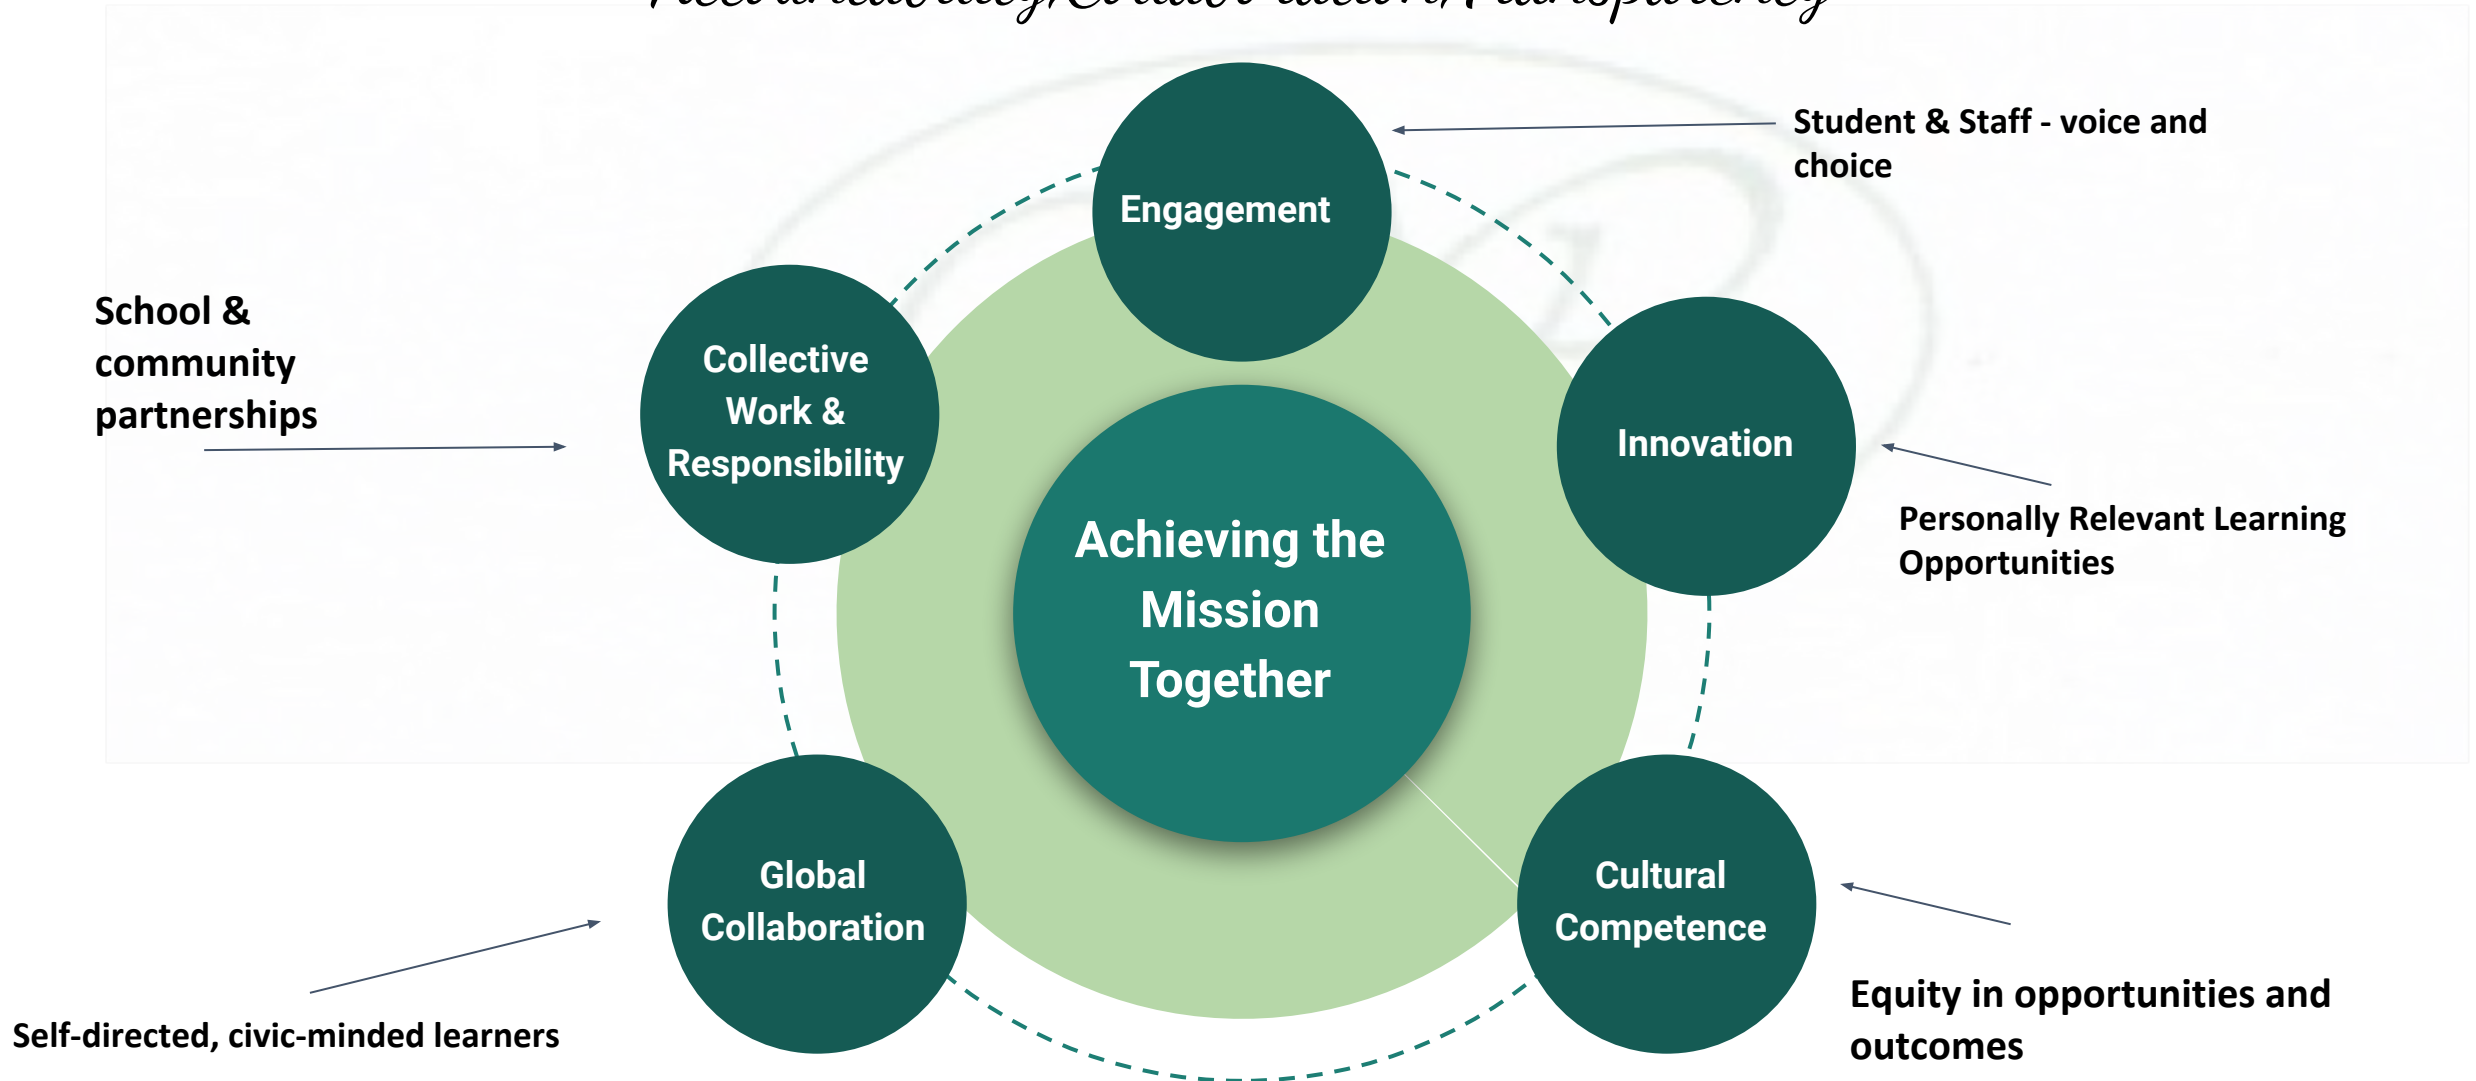 Student & Staff - voice and
choice
Engagement
School &
community
partnerships
Collective
Work &
Responsibility
Innovation
Personally Relevant Learning
Opportunities
Achieving the
Mission
Together
Global
Collaboration
Cultural
Competence
Self-directed, civic-minded learners
Equity in opportunities and
outcomes